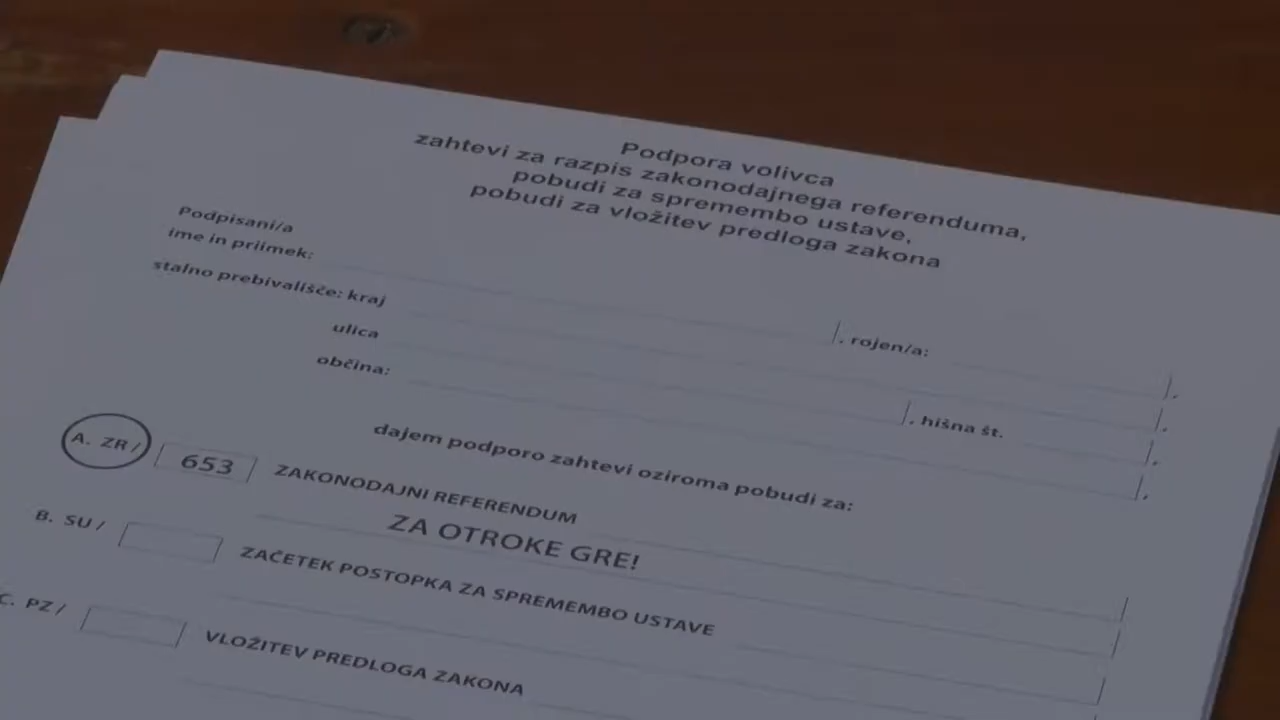 Podpora volivca
zahtevi za razpis zakonodajnega referenduma,
pobudi za spremembo ustave,
pobudi za vložitev predloga zakona
Podpisani/a
ime in priimek: , rojen/a: ,
stalno prebivališče: kraj ,
ulica , hišna št. ,
občina: ,
dajem podporo zahtevi oziroma pobudi za:
A. ZR/ 653 ZAKONODAJNI REFERENDUM
ZA OTROKE GRE!
B. SU/ ZAČETEK POSTOPKA ZA SPREMEMBO USTAVE
C. PZ/ VLOŽITEV PREDLOGA ZAKONA